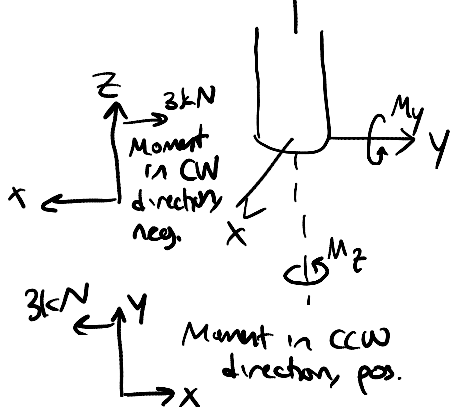 Z
3kN
Moment
in CW
direction,
neg.
X
My
Y
X
Mz
3kN
Y
X
Moment in CCW
direction, pos.